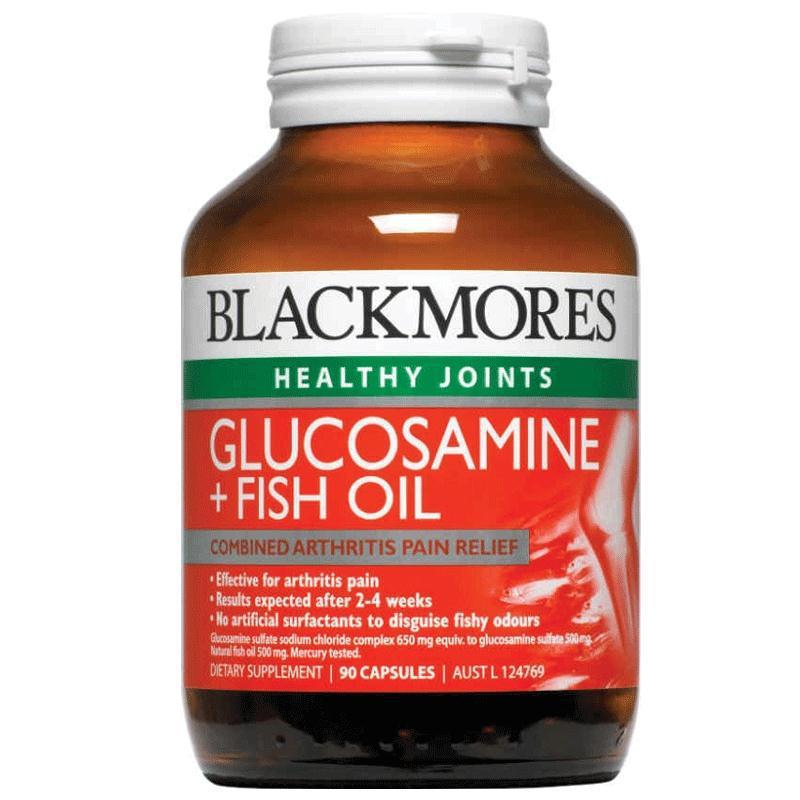 BLACKMORES
HEALTHY JOINTS
GLUCOSAMINE
+ FISH OIL
COMBINED ARTHRITIS PAIN RELIEF
• Effective for arthritis pain
• Results expected after 2-4 weeks
• No artificial surfactants to disguise fishy odours
Glucosamine sulfate sodium chloride complex 650 mg equiv. to glucosamine sulfate 500 mg.
Natural fish oil 500 mg. Mercury tested.
DIETARY SUPPLEMENT | 90 CAPSULES | AUST L 124769